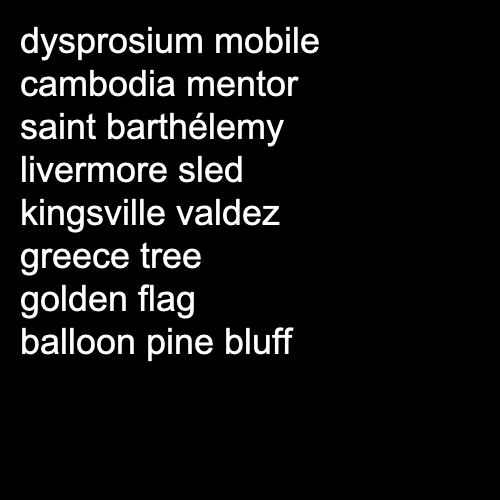 dysprosium mobile
cambodia mentor
saint barthélemy
livermore sled
kingsville valdez
greece tree
golden flag
balloon pine bluff